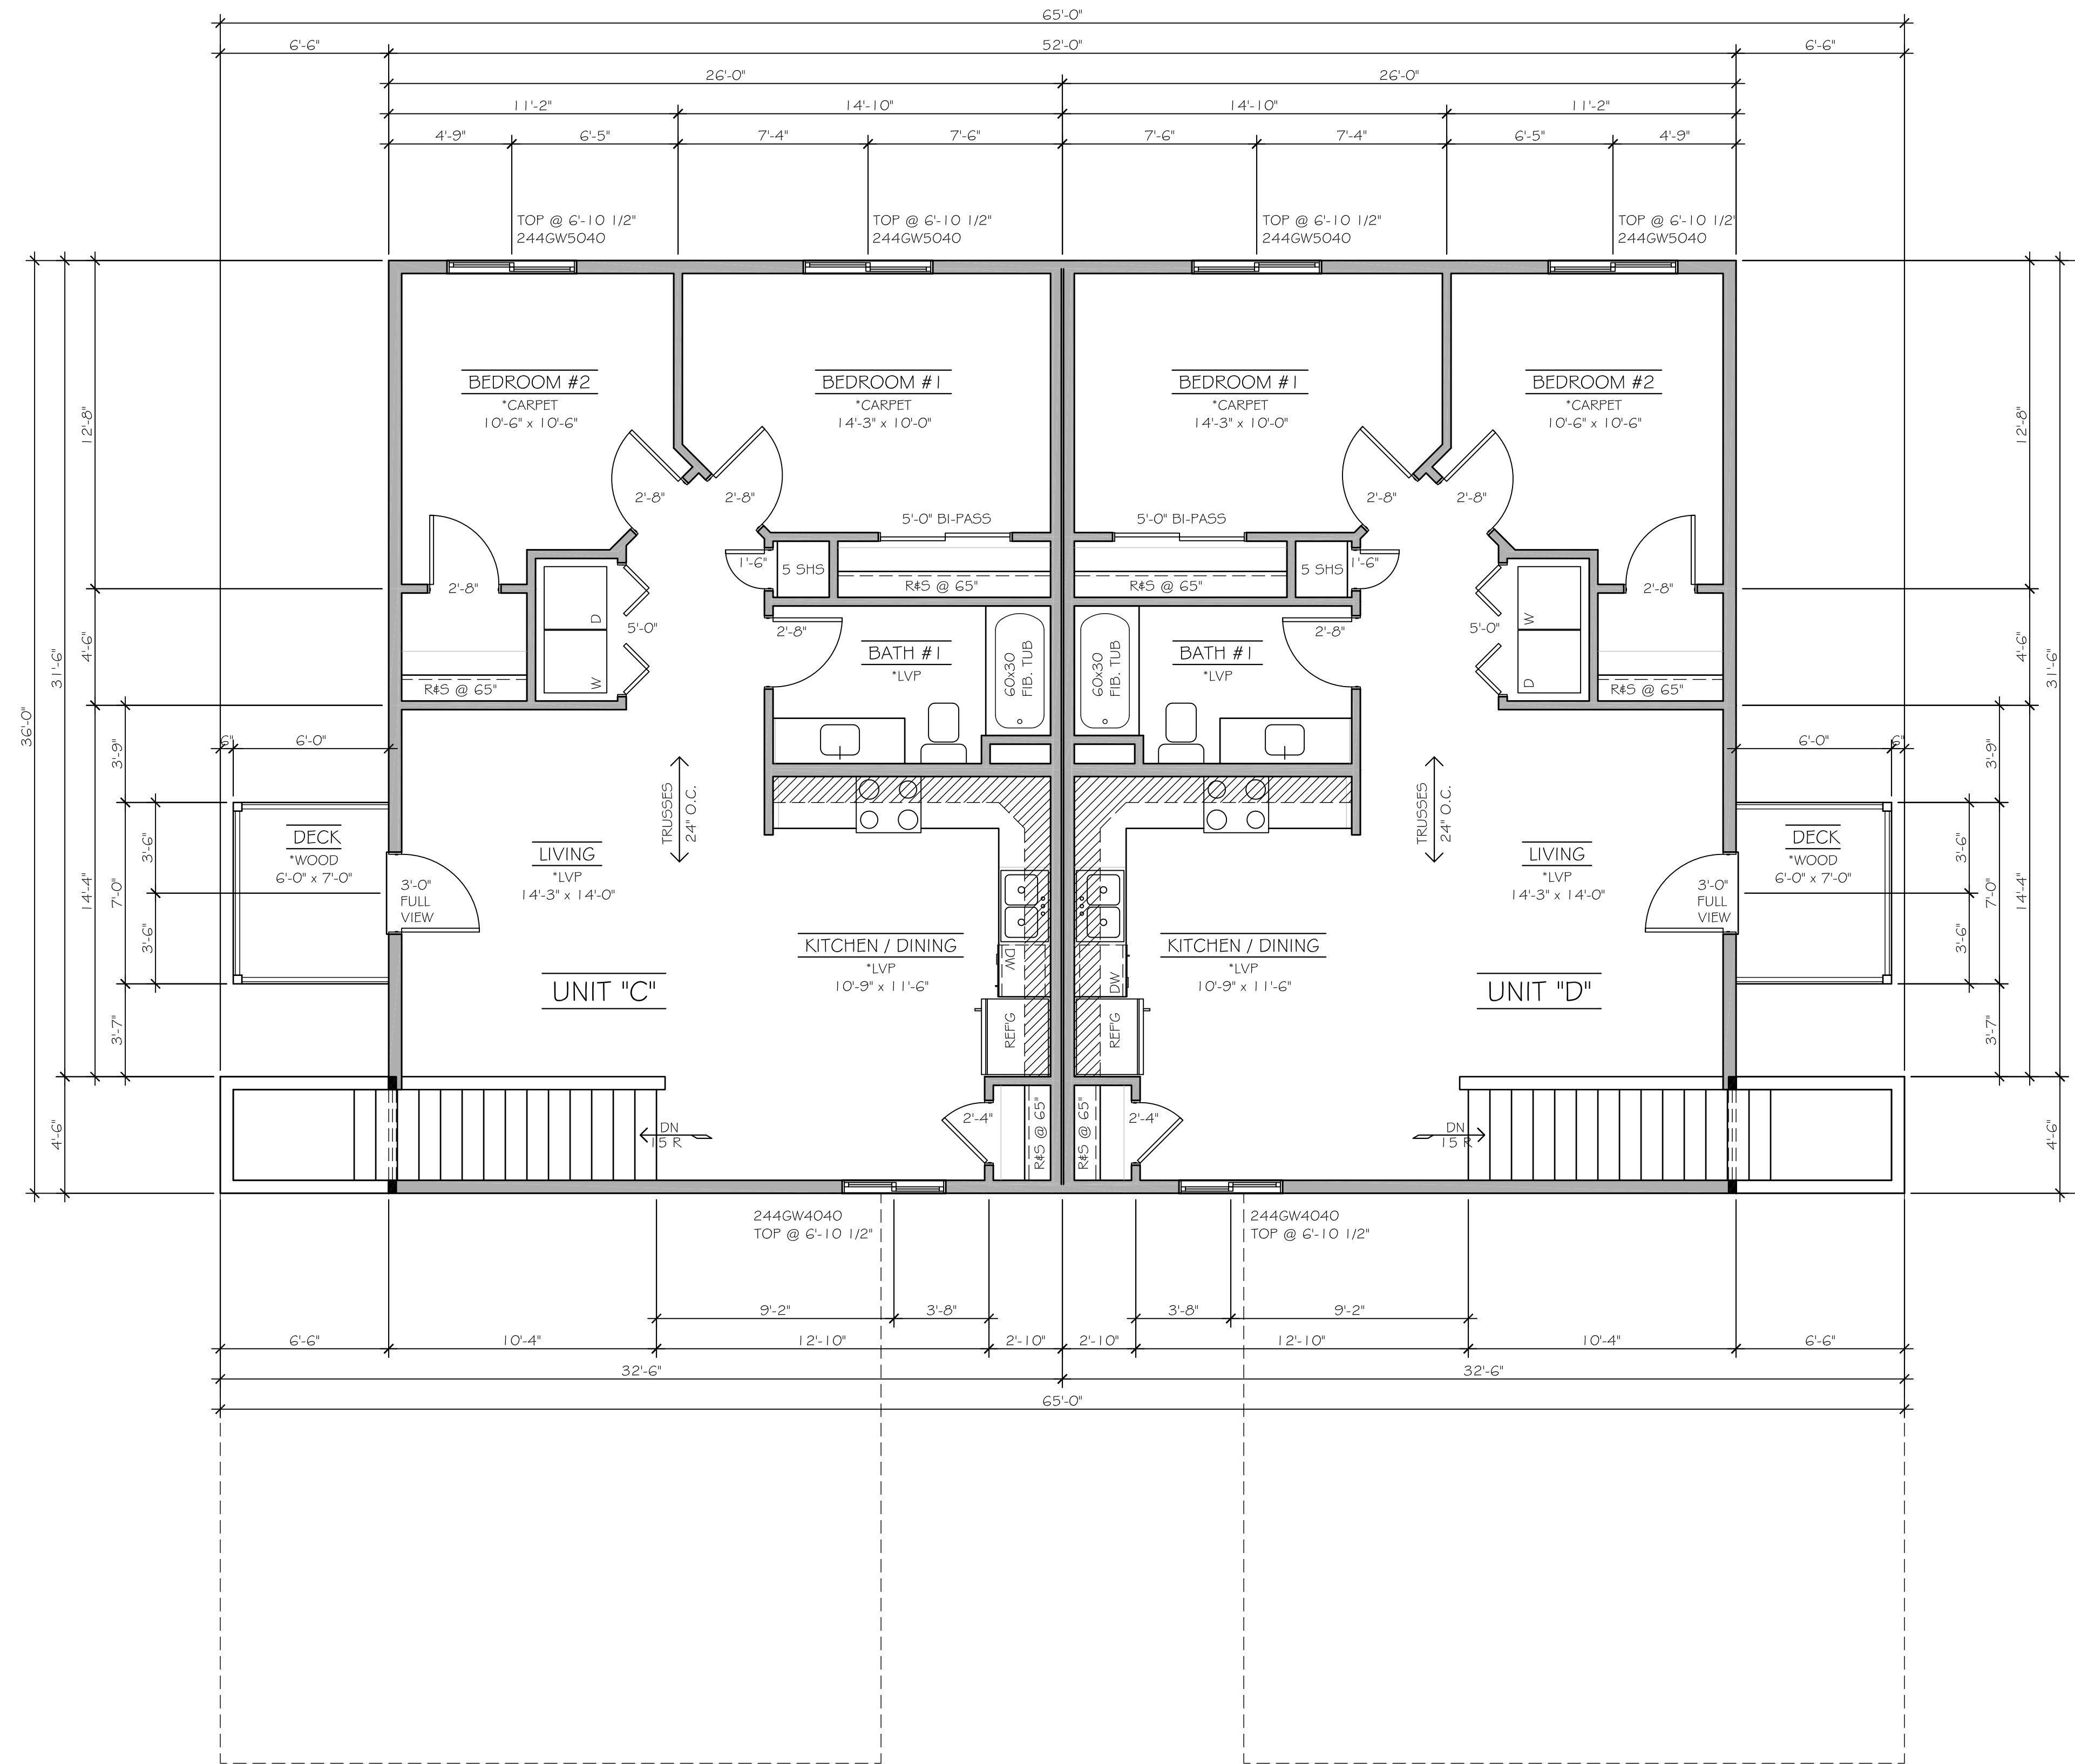 65'-0"
6'-6" 52'-0" 6'-6"
26'-0" 26'-0"
11'-2" 14'-10" 14'-10" 11'-2"
4'-9" 6'-5" 7'-4" 7'-6" 7'-6" 7'-4" 6'-5" 4'-9"
TOP @ 6'-10 1/2" TOP @ 6'-10 1/2" TOP @ 6'-10 1/2" TOP @ 6'-10 1/2"
244GW5040 244GW5040 244GW5040 244GW5040
BEDROOM #2 BEDROOM #1 BEDROOM #1 BEDROOM #2
*CARPET *CARPET *CARPET *CARPET
10'-6" x 10'-6" 14'-3" x 10'-0" 14'-3" x 10'-0" 10'-6" x 10'-6"
12'-8" 12'-8"
2'-8" 2'-8" 2'-8" 2'-8"
5'-0" BI-PASS 5'-0" BI-PASS
1'-6" 5 SHS 5 SHS 1'-6"
2'-8" R&S @ 65" R&S @ 65" 2'-8"
D W
5'-0" 2'-8" 2'-8" 5'-0"
4'-6" 4'-6"
BATH #1 BATH #1
*LVP *LVP
60x30 60x30
FIB. TUB FIB. TUB
31'-6" 31'-6"
W D
R&S @ 65" R&S @ 65"
36'-0"
6" 6'-0" 6'-0" 6"
3'-9" 3'-9"
TRUSSES TRUSSES
24" O.C. 24" O.C.
DECK DECK
*WOOD *WOOD
6'-0" x 7'-0" 6'-0" x 7'-0"
3'-6" 3'-6"
LIVING LIVING
*LVP *LVP
14'-3" x 14'-0" 14'-3" x 14'-0"
14'-4" 7'-0" 7'-0" 14'-4"
3'-0" 3'-0"
FULL FULL
VIEW VIEW
3'-6" 3'-6"
KITCHEN / DINING KITCHEN / DINING
*LVP *LVP
10'-9" x 11'-6" 10'-9" x 11'-6"
DW DW
UNIT "C" UNIT "D"
REF'G REF'G
3'-7" 3'-7"
4'-6" 4'-6"
2'-4" 2'-4"
DN DN
15 R 15 R
R&S @ 65" R&S @ 65"
244GW4040 244GW4040
TOP @ 6'-10 1/2" TOP @ 6'-10 1/2"
9'-2" 3'-8" 3'-8" 9'-2"
6'-6" 10'-4" 12'-10" 2'-10" 2'-10" 12'-10" 10'-4" 6'-6"
32'-6" 32'-6"
65'-0"